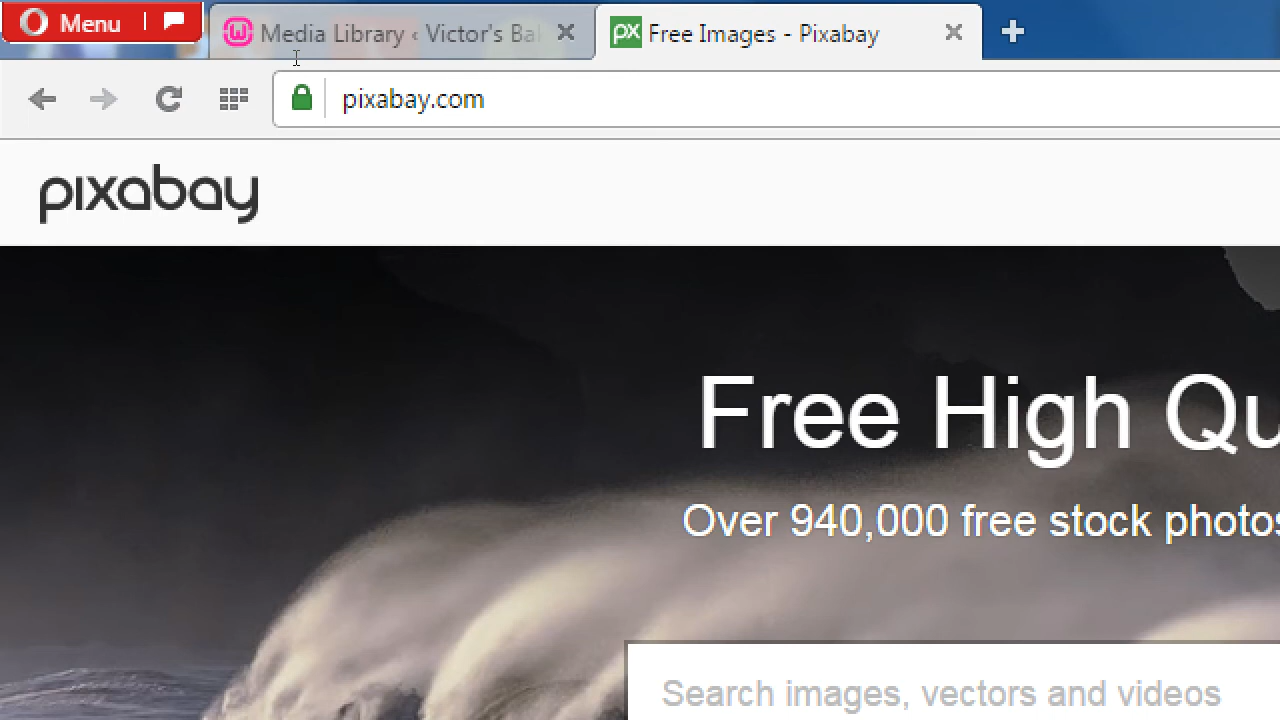 Menu
Media Library ‹ Victor's Ba
Free Images - Pixabay
pixabay.com
pixabay
Free High Qu
Over 940,000 free stock photos
Search images, vectors and videos